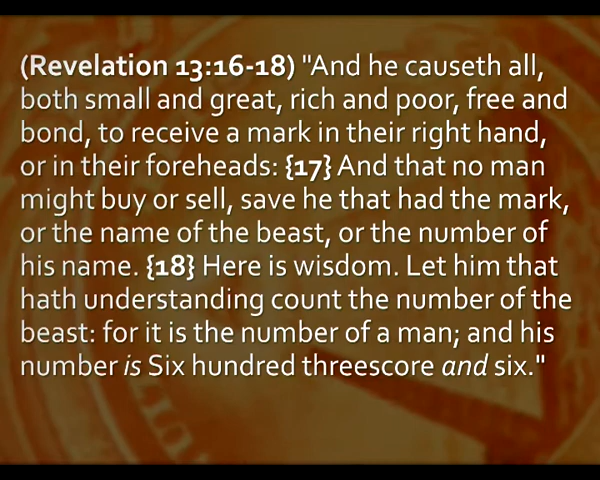 (Revelation 13:16-18) "And he causeth all,
both small and great, rich and poor, free and
bond, to receive a mark in their right hand,
or in their foreheads: {17} And that no man
might buy or sell, save he that had the mark,
or the name of the beast, or the number of
his name. {18} Here is wisdom. Let him that
hath understanding count the number of the
beast: for it is the number of a man; and his
number is Six hundred threescore and six."